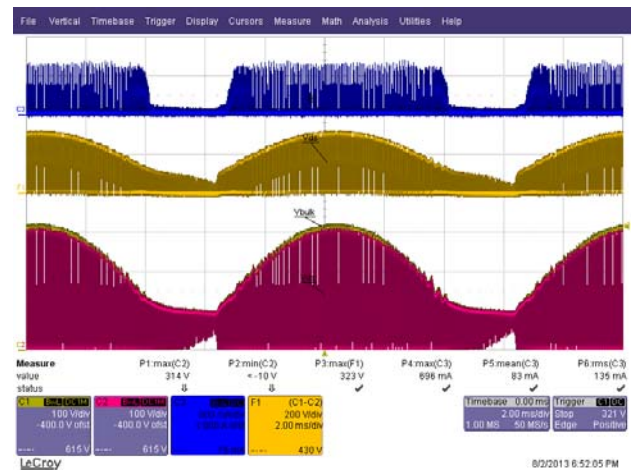 File Vertical Timebase Trigger Display Cursors Measure Math Analysis Utilities Help
Vbulk
Measure P1:max(C2) P2:min(C2) P3:max(F1) P4:max(C3) P5:mean(C3) P6:rms(C3)
value 314 V <-10 V 323 V 696 mA 83 mA 135 mA
status
C1 C2 F1 (C1-C2) Timebase 0.00 ms Trigger C1 DC
100 V/div 100 V/div 200 V/div 2.00 ms/div Stop 321 V
-400.0 V ofst -400.0 V ofst 2.00 ms/div 1.00 MS 50 MS/s Edge Positive
615 V 615 V 430 V
LeCroy 8/2/2013 6:52:05 PM